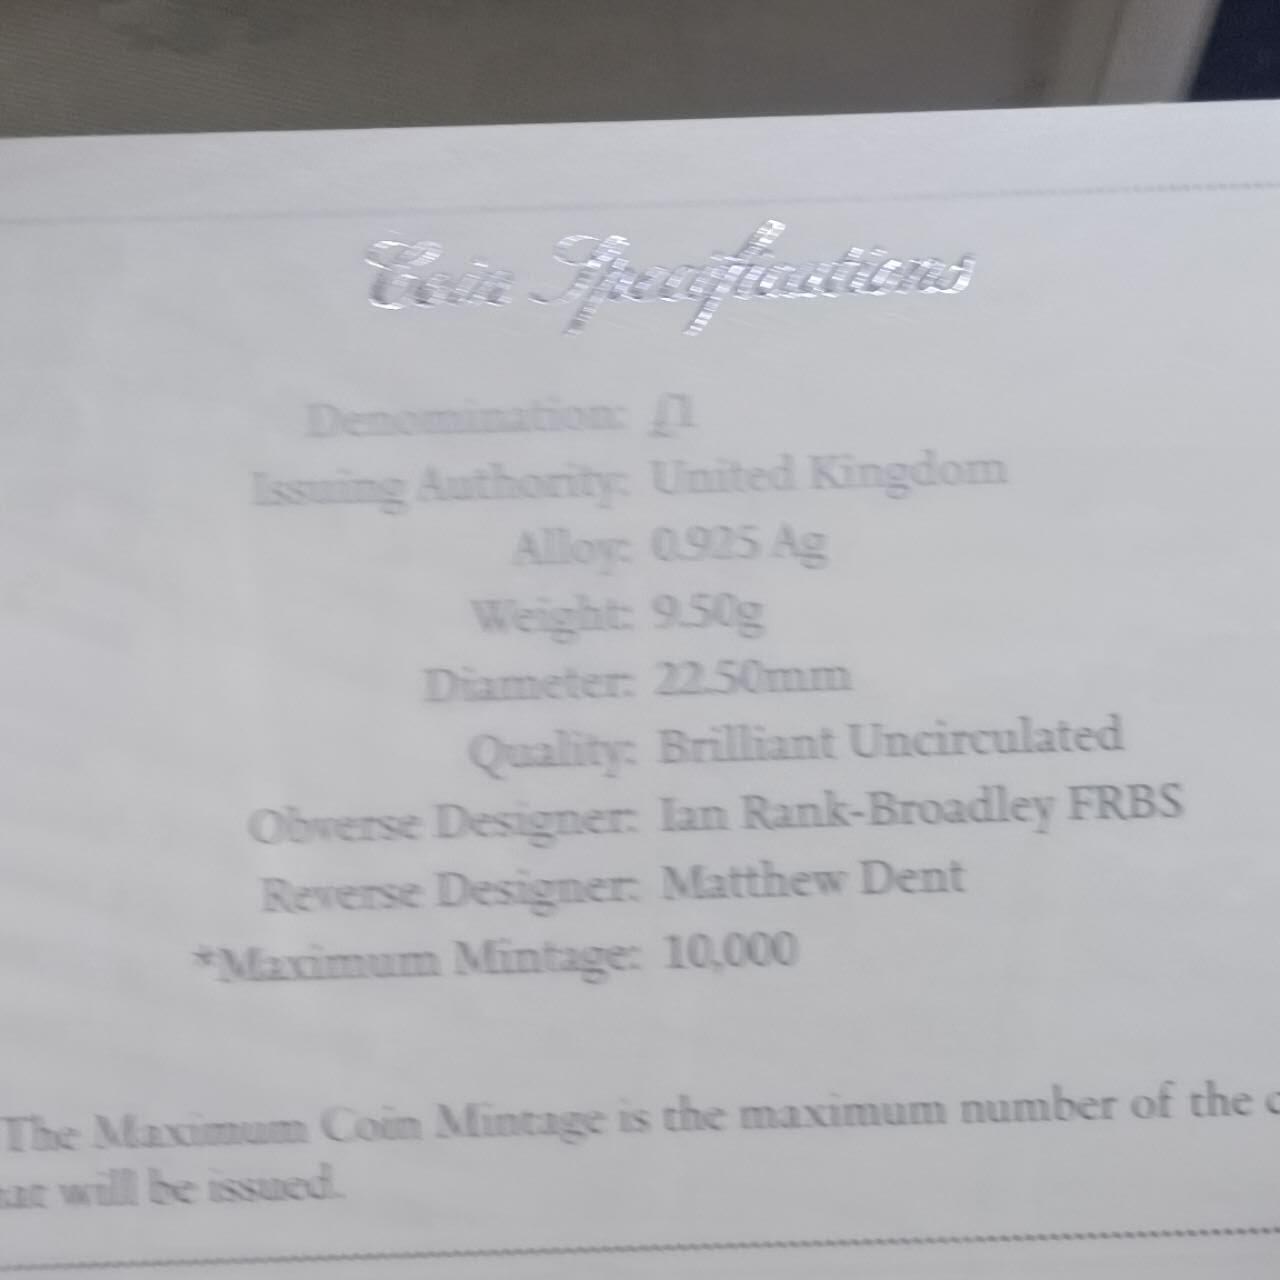 Coin Specifications
Denomination: £1
Issuing Authority: United Kingdom
Alloy: 0.925 Ag
Weight: 9.50g
Diameter: 22.50mm
Quality: Brilliant Uncirculated
Obverse Designer: Ian Rank-Broadley FRBS
Reverse Designer: Matthew Dent
*Maximum Mintage: 10,000
The Maximum Coin Mintage is the maximum number of the
will be issued.